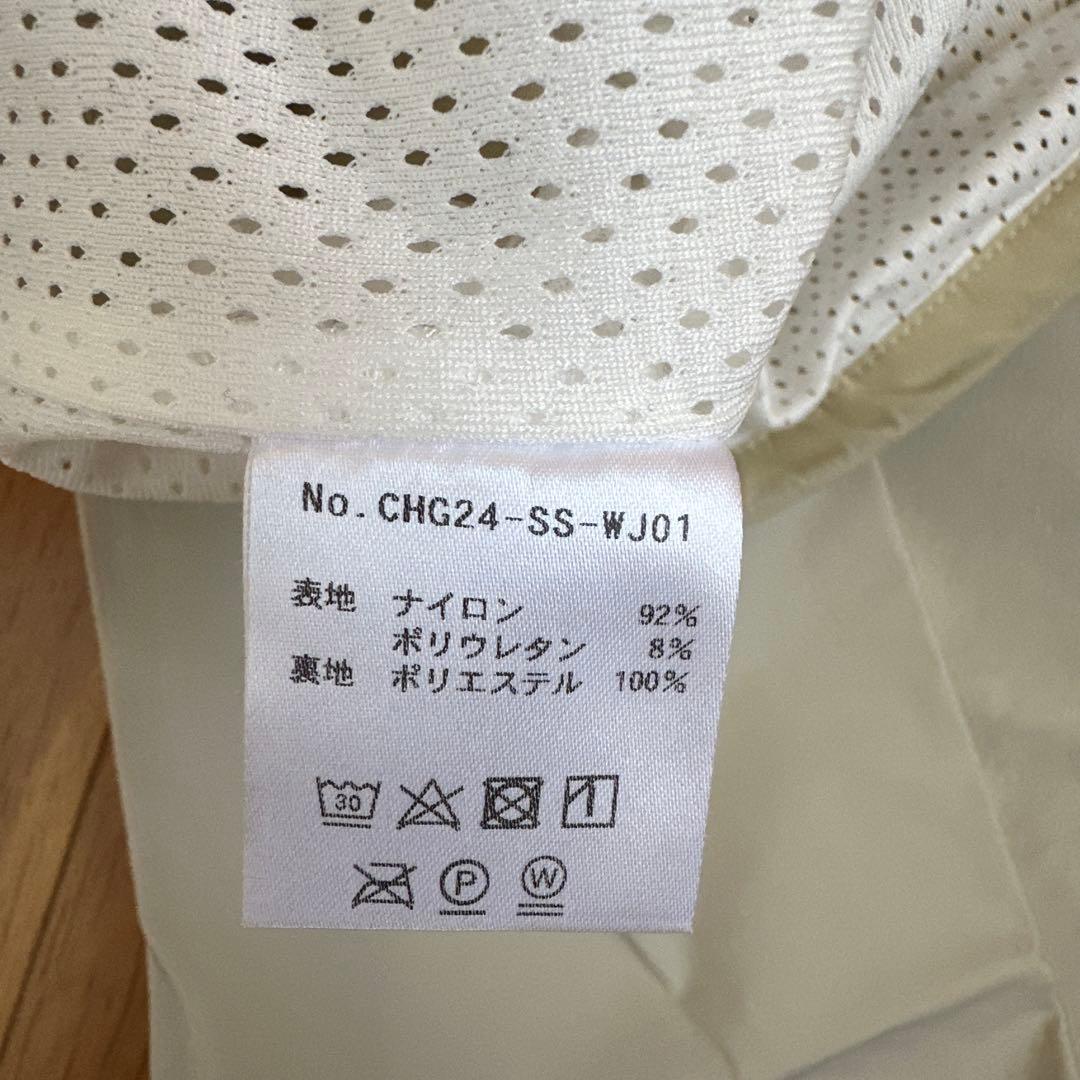 No.CHG24-SS-WJ01
表地 ナイロン 92%
ポリウレタン 8%
裏地 ポリエステル 100%
30
P W